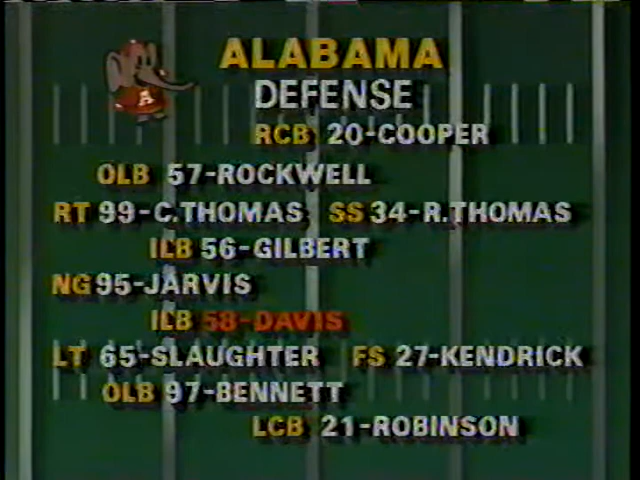 ALABAMA
DEFENSE
RCB 20-COOPER
OLB 57-ROCKWELL
RT 99-C.THOMAS SS 34-R.THOMAS
ILB 56-GILBERT
NG 95-JARVIS
ILB 58-DAVIS
LT 65-SLAUGHTER FS 27-KENDRICK
OLB 97-BENNETT
LCB 21-ROBINSON
A